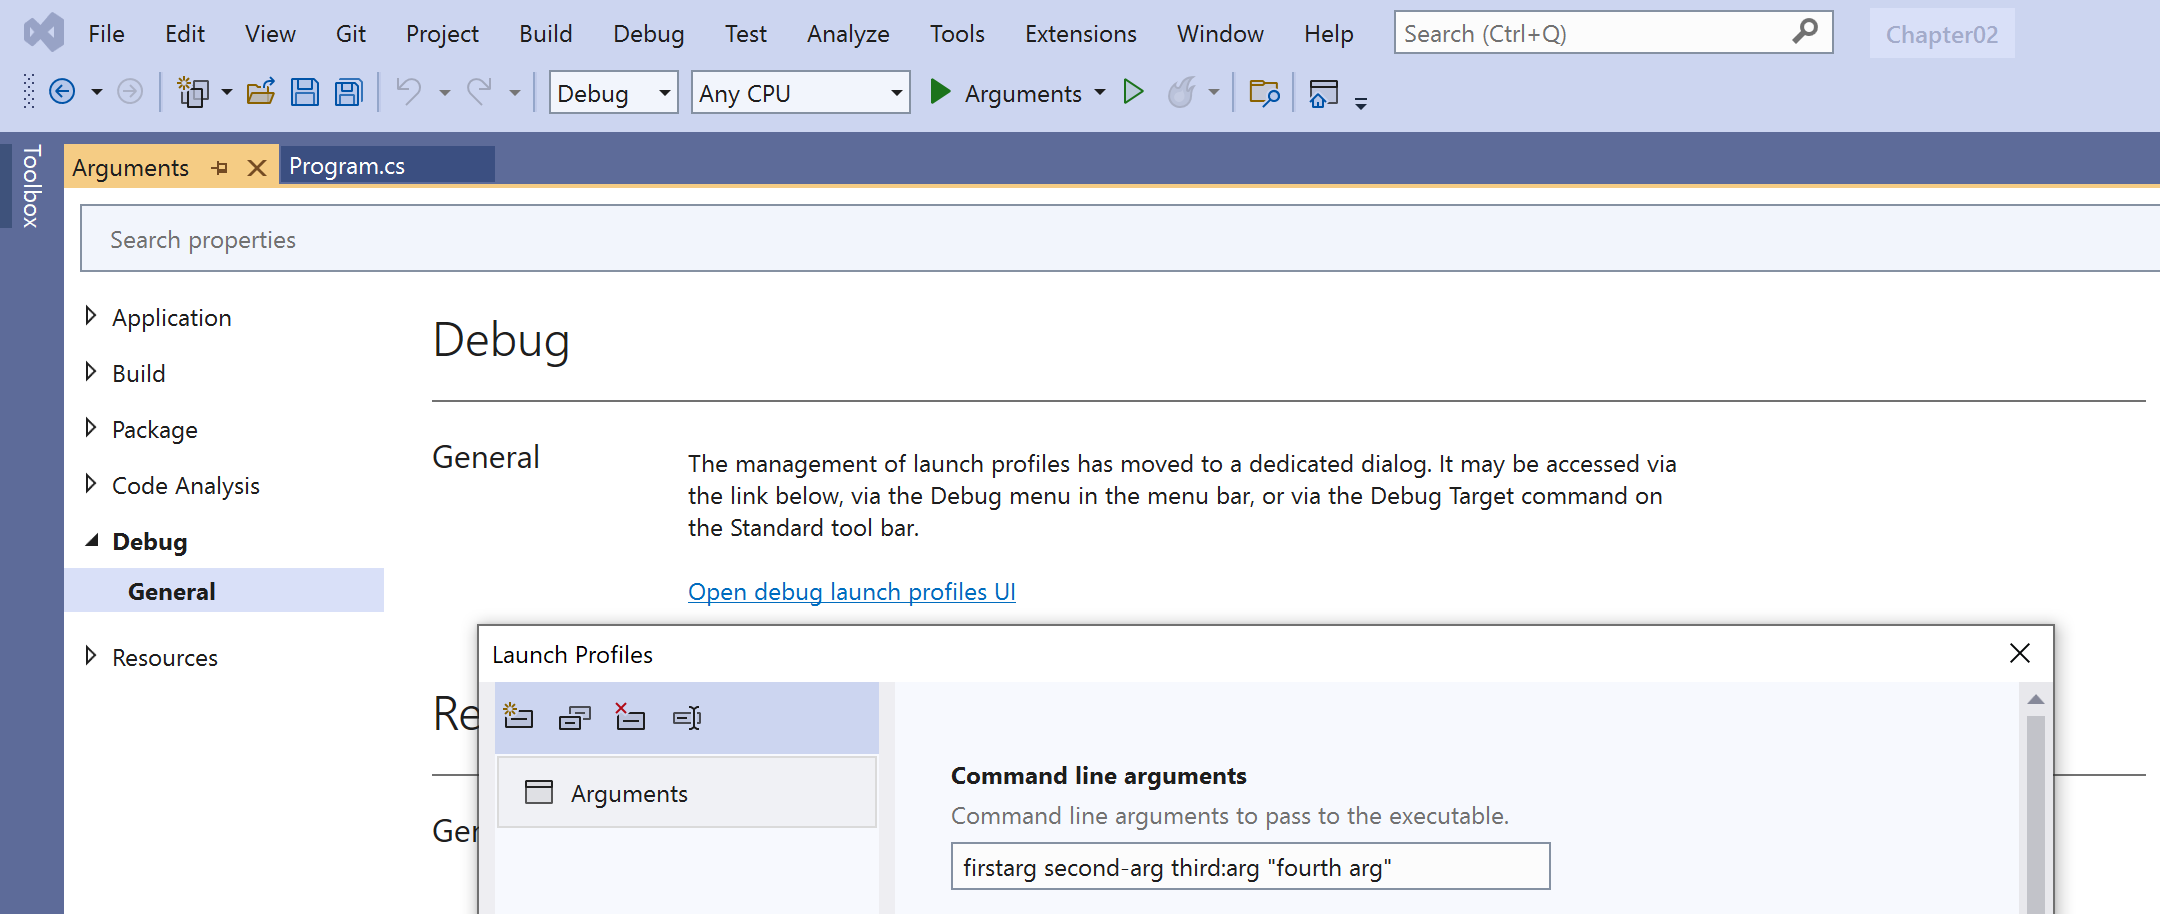 File Edit View Git Project Build Debug Test Analyze Tools Extensions Window Help Search (Ctrl+Q) Chapter02
Debug Any CPU Arguments
Toolbox
Arguments Program.cs
Search properties
Application
Build
Package
Code Analysis
Debug
General
Resources
Debug
General
The management of launch profiles has moved to a dedicated dialog. It may be accessed via
the link below, via the Debug menu in the menu bar, or via the Debug Target command on
the Standard tool bar.
Open debug launch profiles UI
Re
Ger
Launch Profiles
Arguments
Command line arguments
Command line arguments to pass to the executable.
firstarg second-arg third:arg "fourth arg"